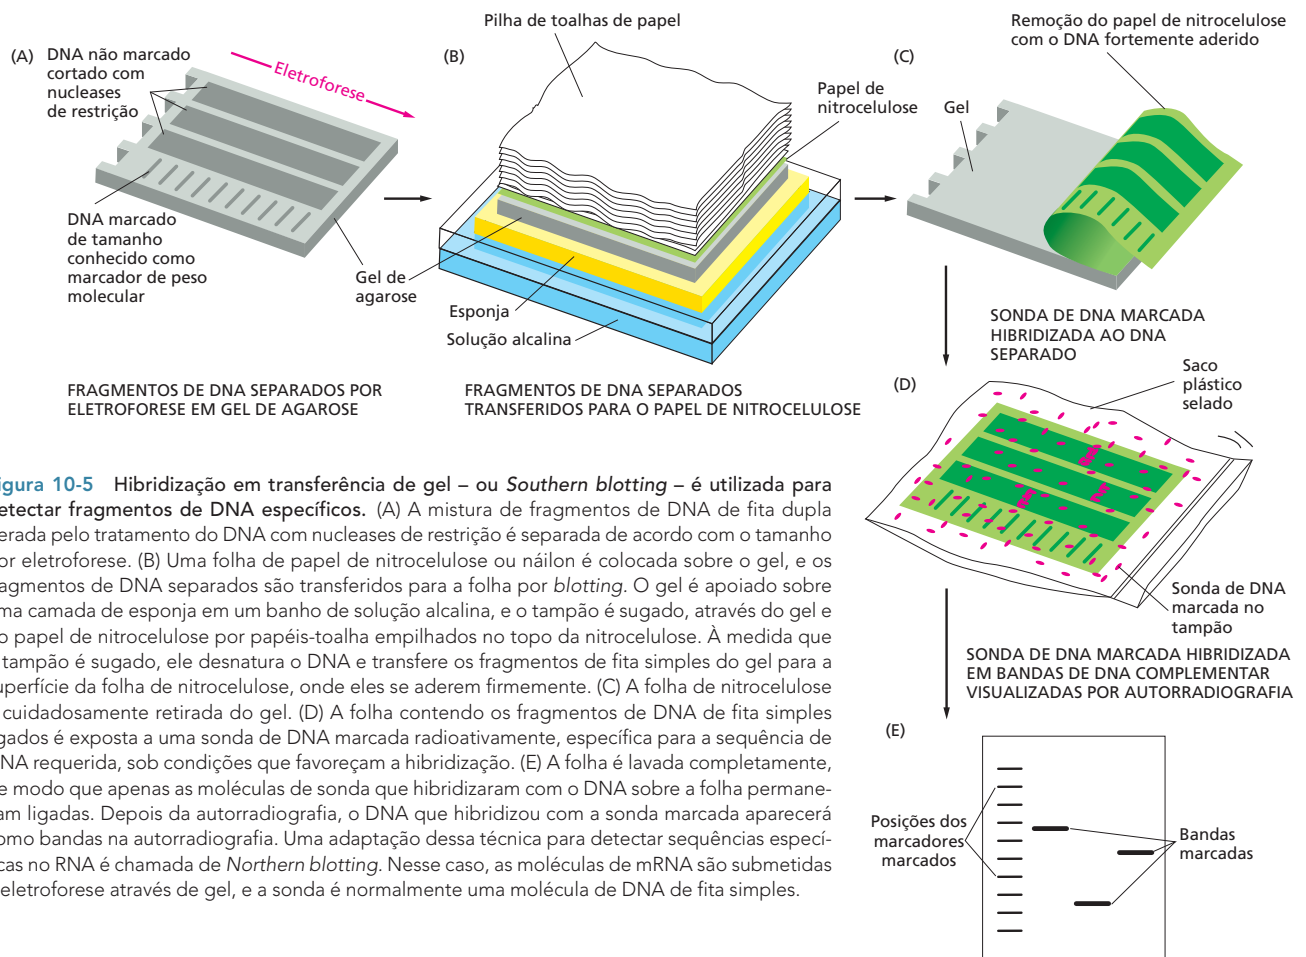 (A)
DNA não marcado
cortado com
nucleases
de restrição
Eletroforese
DNA marcado
de tamanho
conhecido como
marcador de peso
molecular
Gel de
agarose
FRAGMENTOS DE DNA SEPARADOS POR
ELETROFORESE EM GEL DE AGAROSE
(B)
Pilha de toalhas de papel
Papel de
nitrocelulose
Esponja
Solução alcalina
FRAGMENTOS DE DNA SEPARADOS
TRANSFERIDOS PARA O PAPEL DE NITROCELULOSE
(C)
Remoção do papel de nitrocelulose
com o DNA fortemente aderido
Gel
SONDA DE DNA MARCADA
HIBRIDIZADA AO DNA
SEPARADO
(D)
Saco
plástico
selado
Sonda de DNA
marcada no
tampão
SONDA DE DNA MARCADA HIBRIDIZADA
EM BANDAS DE DNA COMPLEMENTAR
VISUALIZADAS POR AUTORRADIOGRAFIA
(E)
Posições dos
marcadores
marcados
Bandas
marcadas
igura 10-5 Hibridização em transferência de gel – ou Southern blotting – é utilizada para
etectar fragmentos de DNA específicos. (A) A mistura de fragmentos de DNA de fita dupla
erada pelo tratamento do DNA com nucleases de restrição é separada de acordo com o tamanho
or eletroforese. (B) Uma folha de papel de nitrocelulose ou náilon é colocada sobre o gel, e os
agmentos de DNA separados são transferidos para a folha por blotting. O gel é apoiado sobre
ma camada de esponja em um banho de solução alcalina, e o tampão é sugado, através do gel e
o papel de nitrocelulose por papéis-toalha empilhados no topo da nitrocelulose. À medida que
tampão é sugado, ele desnatura o DNA e transfere os fragmentos de fita simples do gel para a
uperfície da folha de nitrocelulose, onde eles se aderem firmemente. (C) A folha de nitrocelulose
cuidadosamente retirada do gel. (D) A folha contendo os fragmentos de DNA de fita simples
gados é exposta a uma sonda de DNA marcada radioativamente, específica para a sequência de
NA requerida, sob condições que favoreçam a hibridização. (E) A folha é lavada completamente,
e modo que apenas as moléculas de sonda que hibridizaram com o DNA sobre a folha permane-
am ligadas. Depois da autorradiografia, o DNA que hibridizou com a sonda marcada aparecerá
omo bandas na autorradiografia. Uma adaptação dessa técnica para detectar sequências especí-
cas no RNA é chamada de Northern blotting. Nesse caso, as moléculas de mRNA são submetidas
eletroforese através de gel, e a sonda é normalmente uma molécula de DNA de fita simples.